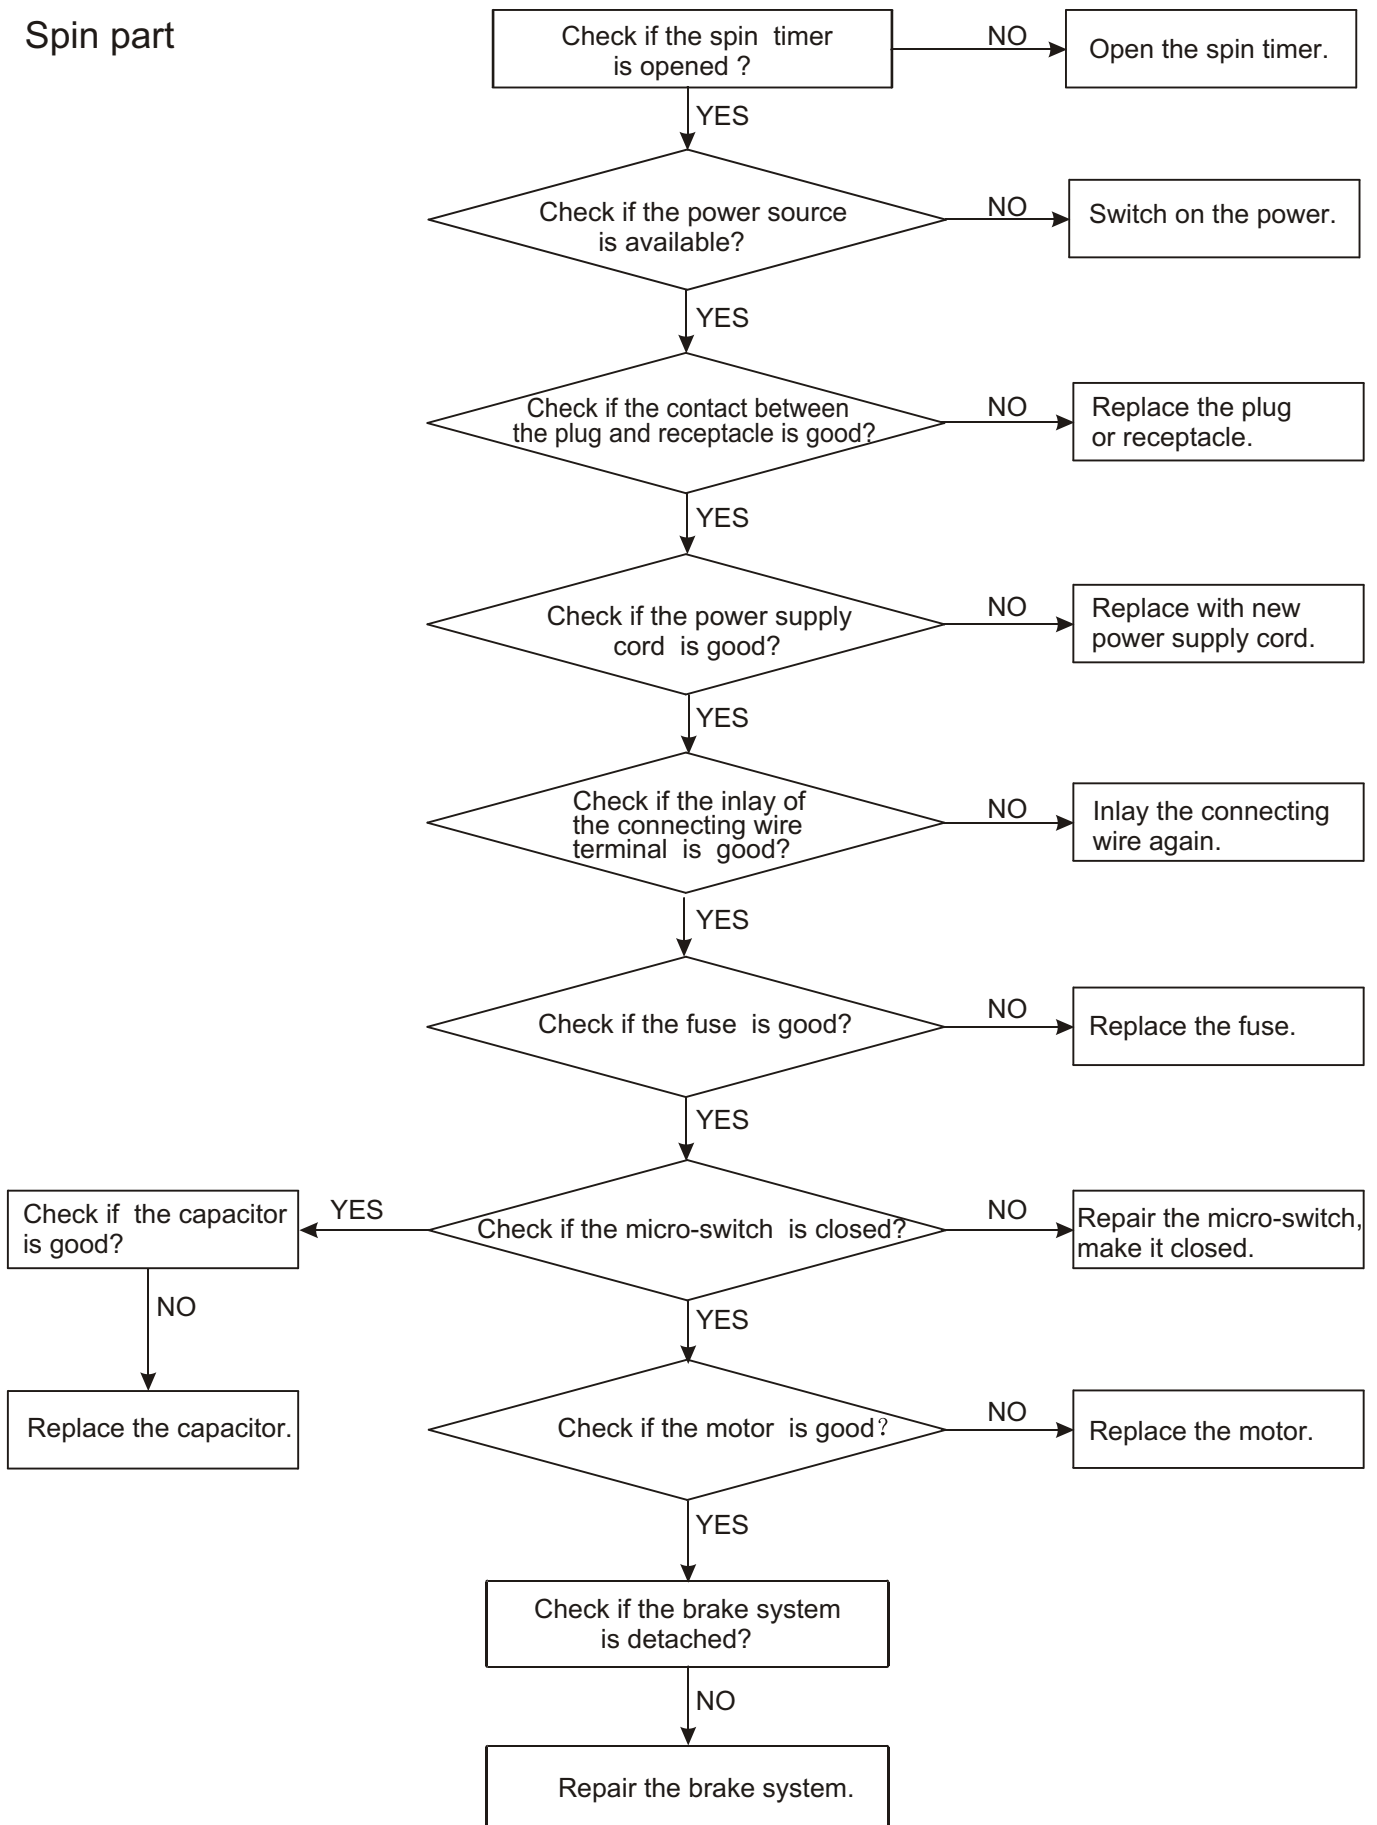 Spin part
Check if the spin timer
is opened ?
NO
Open the spin timer.
YES
Check if the power source
is available?
NO
Switch on the power.
YES
Check if the contact between
the plug and receptacle is good?
NO
Replace the plug
or receptacle.
YES
Check if the power supply
cord is good?
NO
Replace with new
power supply cord.
YES
Check if the inlay of
the connecting wire
terminal is good?
NO
Inlay the connecting
wire again.
YES
Check if the fuse is good?
NO
Replace the fuse.
YES
Check if the capacitor
is good?
YES
Check if the micro-switch is closed?
NO
Repair the micro-switch,
make it closed.
NO
YES
Replace the capacitor.
Check if the motor is good?
NO
Replace the motor.
YES
Check if the brake system
is detached?
NO
Repair the brake system.